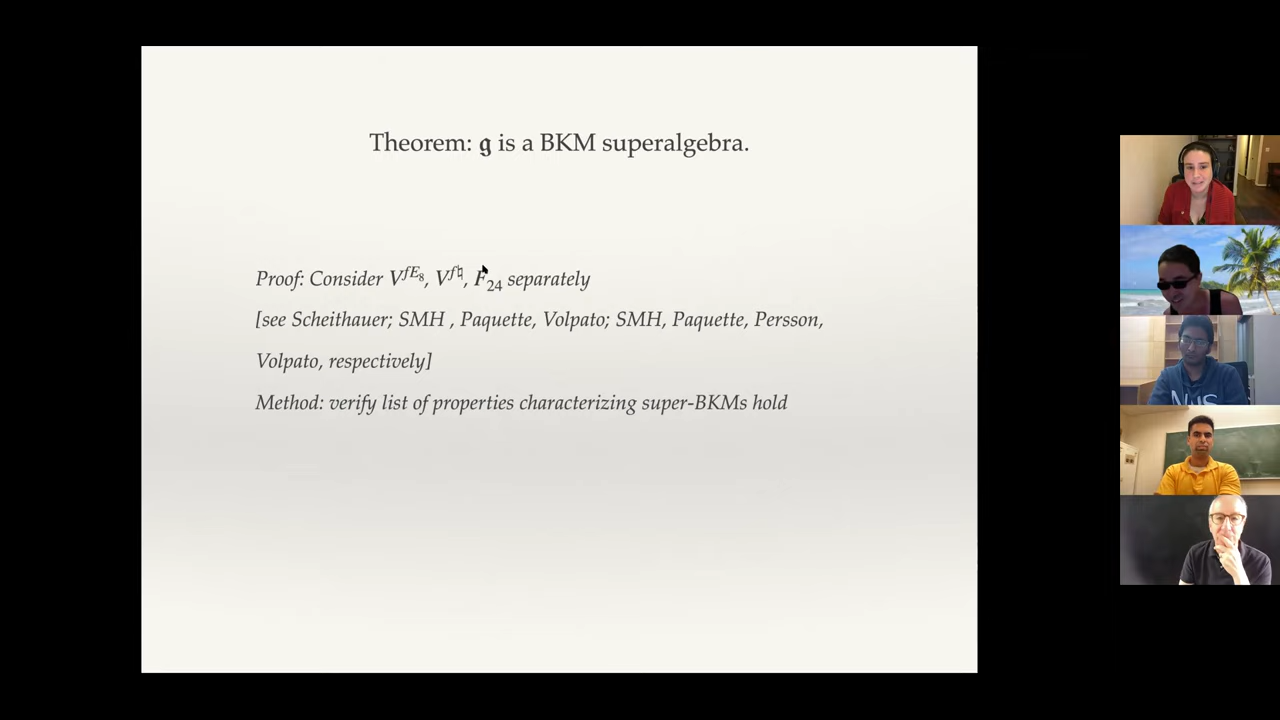 Theorem: 𝔤 is a BKM superalgebra.
Proof: Consider V^{fE_8}, V^{f♮}, F_{24} separately
[see Scheithauer; SMH , Paquette, Volpato; SMH, Paquette, Persson,
Volpato, respectively]
Method: verify list of properties characterizing super-BKMs hold